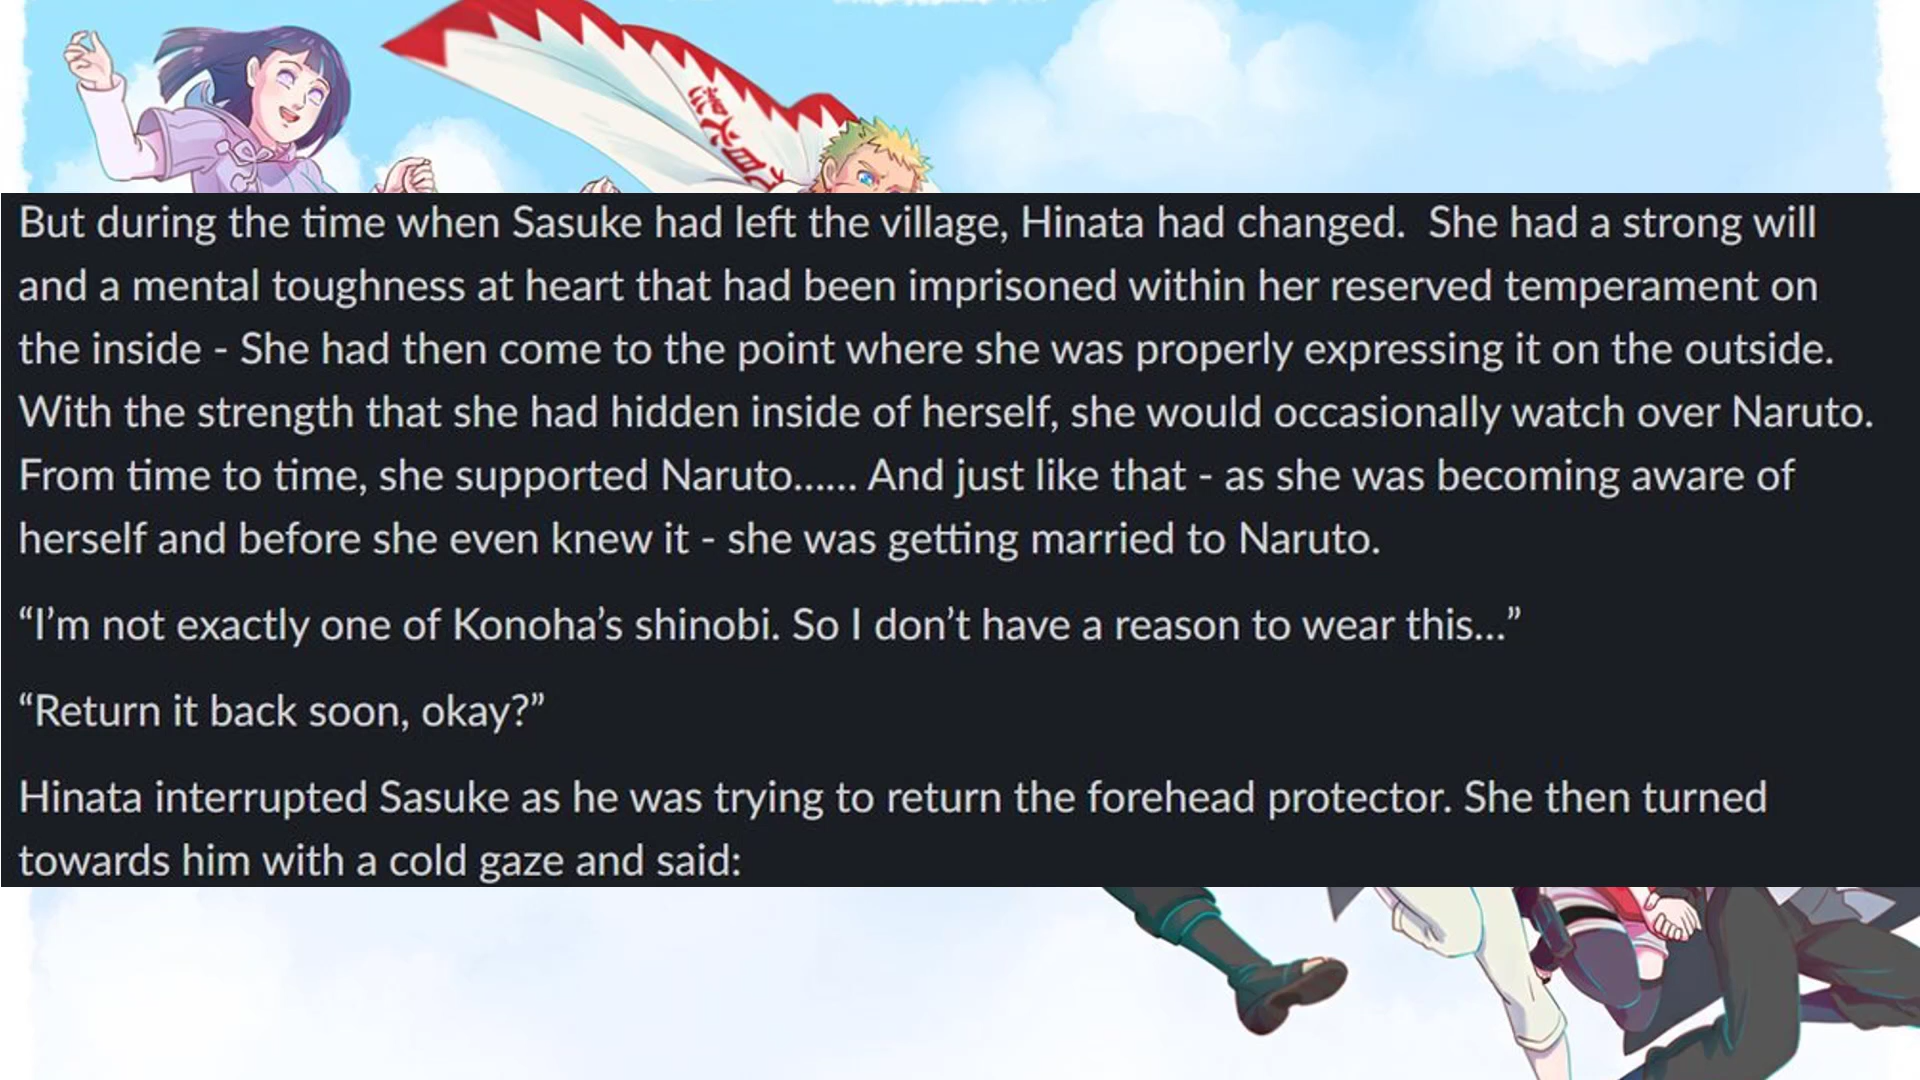 But during the time when Sasuke had left the village, Hinata had changed.  She had a strong will
and a mental toughness at heart that had been imprisoned within her reserved temperament on
the inside - She had then come to the point where she was properly expressing it on the outside.
With the strength that she had hidden inside of herself, she would occasionally watch over Naruto.
From time to time, she supported Naruto...... And just like that - as she was becoming aware of
herself and before she even knew it - she was getting married to Naruto.
“I’m not exactly one of Konoha’s shinobi. So I don’t have a reason to wear this...”
“Return it back soon, okay?”
Hinata interrupted Sasuke as he was trying to return the forehead protector. She then turned
towards him with a cold gaze and said: